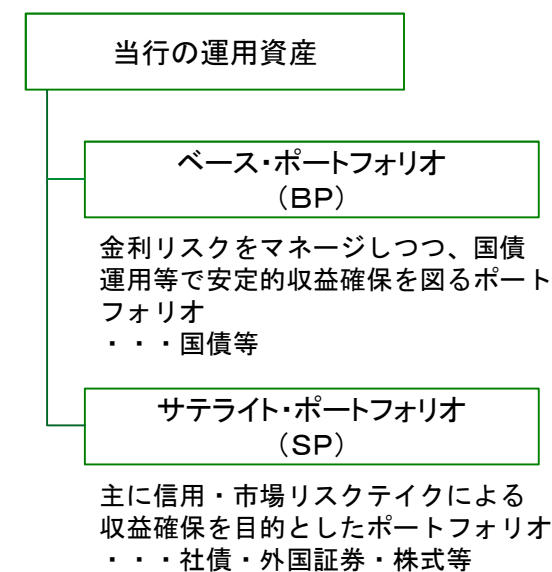 当行の運用資産
ベース・ポートフォリオ
（ＢＰ）
金利リスクをマネージしつつ、国債
運用等で安定的収益確保を図るポート
フォリオ
・・・国債等
サテライト・ポートフォリオ
（ＳＰ）
主に信用・市場リスクテイクによる
収益確保を目的としたポートフォリオ
・・・社債・外国証券・株式等